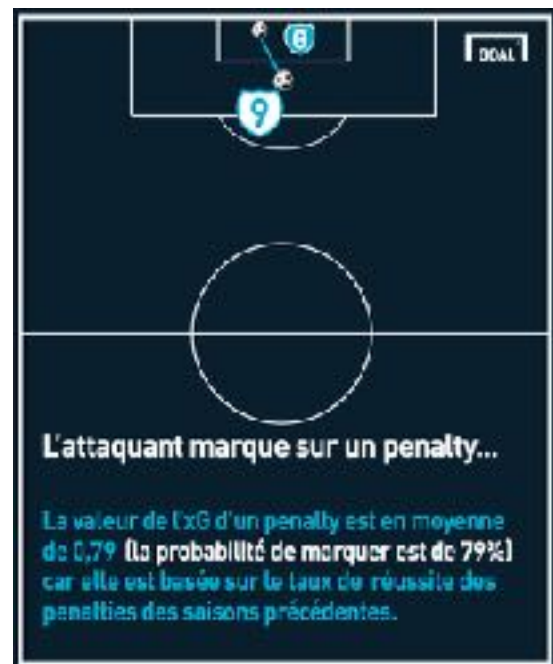 G
GOAL
9
L'attaquant marque sur un penalty...
La valeur de l'xG d'un penalty est en moyenne
de 0,79 (la probabilité de marquer est de 79%)
car elle est basée sur le taux de réussite des
penalties des saisons précédentes.